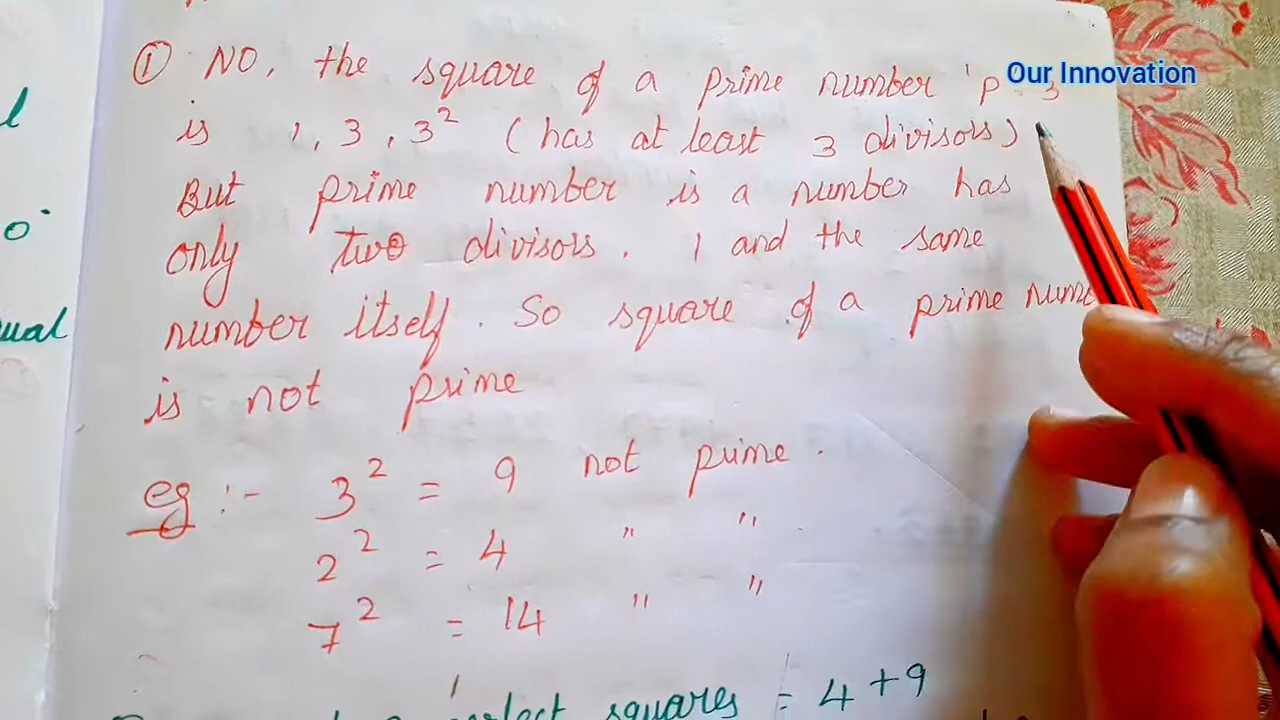 ① NO, the square of a prime number 'p 3
Our Innovation
is 1, 3, 3² (has at least 3 divisors)
But prime number is a number has
only two divisors. 1 and the same
number itself. So square of a prime num
is not prime
eg :- 3² = 9 not prime.
2² = 4 " "
7² = 14 " "
squares = 4+9
l
0
ual